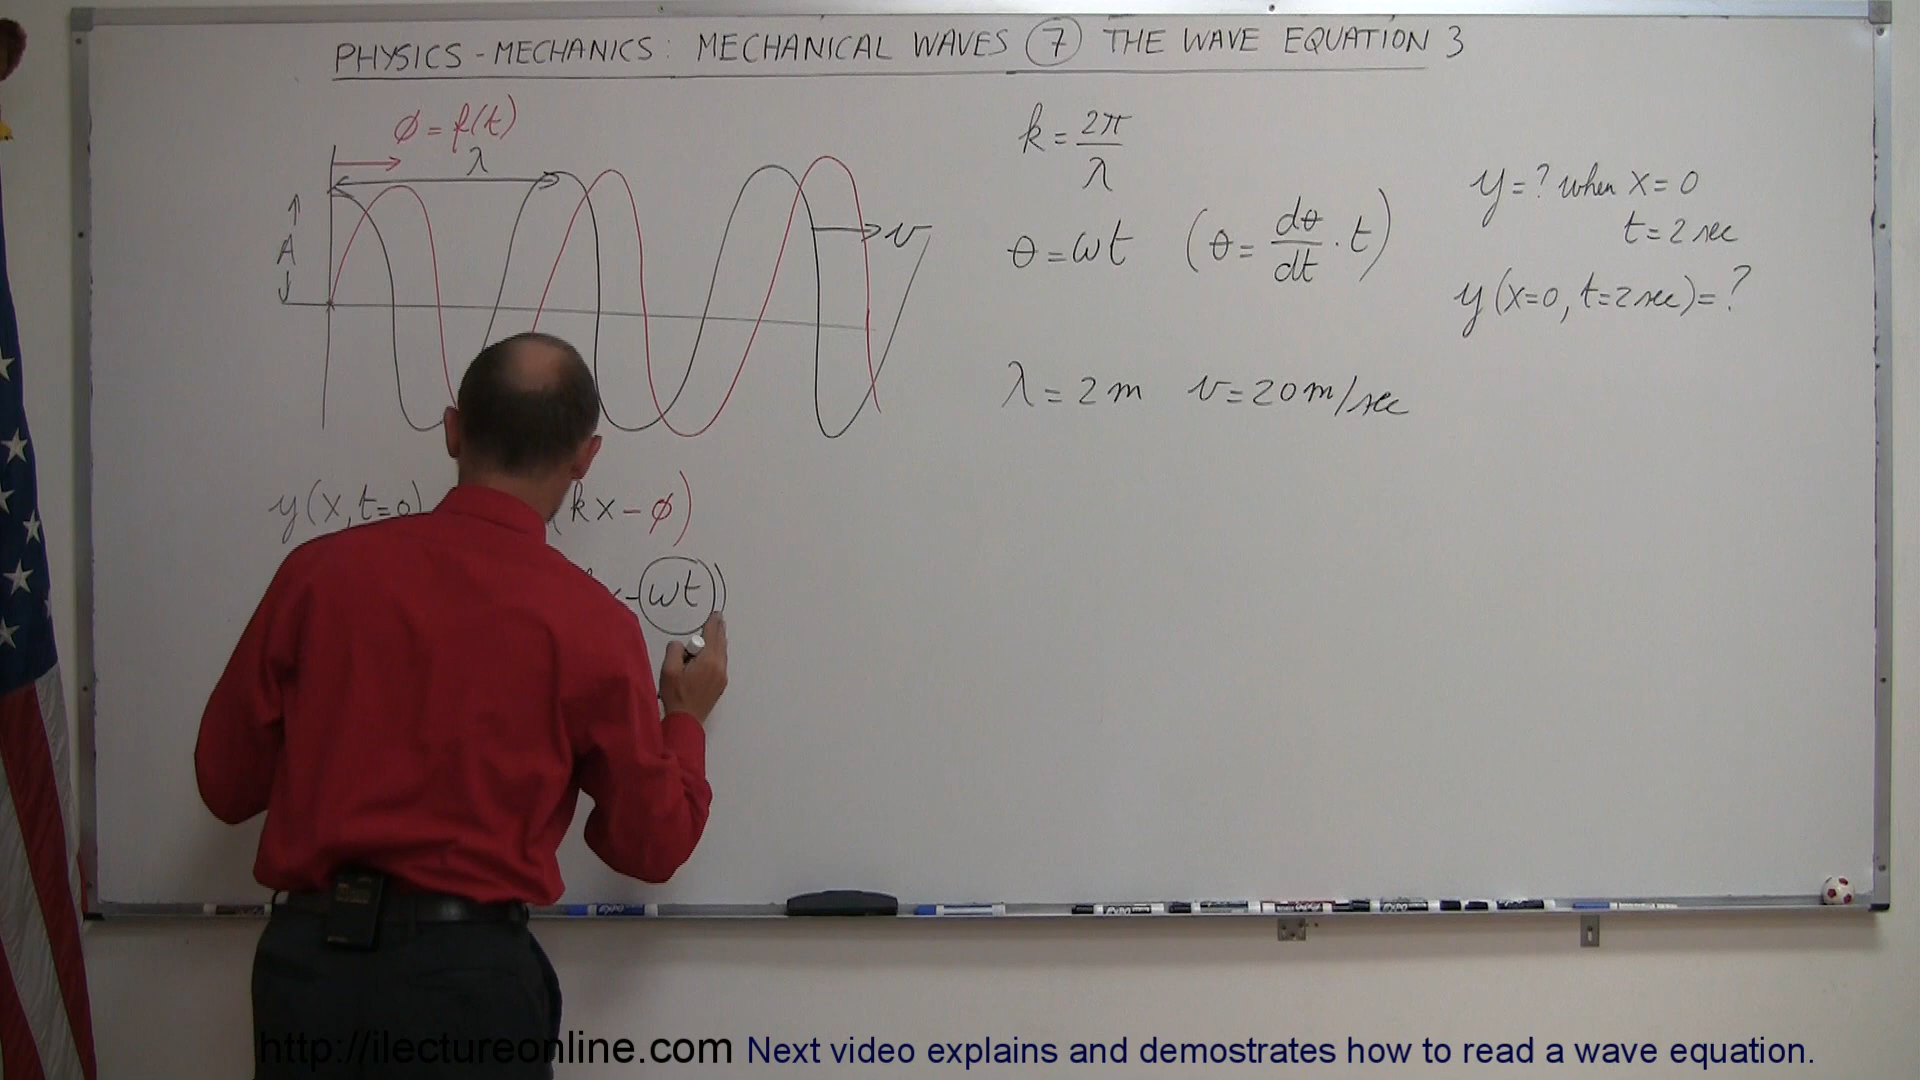 PHYSICS - MECHANICS: MECHANICAL WAVES 7 THE WAVE EQUATION 3
φ = f(t)
λ
A
v
y(x, t=0) (kx - φ)
- ωt)
k = 2π/λ
θ = ωt (θ = dθ/dt · t)
λ = 2m v = 20m/sec
y = ? when x = 0
t = 2 sec
y(x=0, t=2sec) = ?
http://ilectureonline.com Next video explains and demostrates how to read a wave equation.